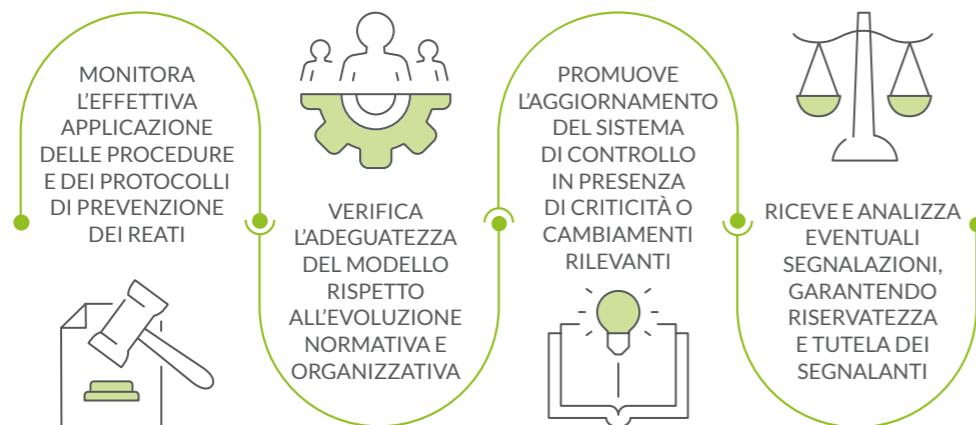 MONITORA
L'EFFETTIVA
APPLICAZIONE
DELLE PROCEDURE
E DEI PROTOCOLLI
DI PREVENZIONE
DEI REATI
VERIFICA
L'ADEGUATEZZA
DEL MODELLO
RISPETTO
ALL'EVOLUZIONE
NORMATIVA E
ORGANIZZATIVA
PROMUOVE
L'AGGIORNAMENTO
DEL SISTEMA
DI CONTROLLO
IN PRESENZA
DI CRITICITÀ O
CAMBIAMENTI
RILEVANTI
RICEVE E ANALIZZA
EVENTUALI
SEGNALAZIONI,
GARANTENDO
RISERVATEZZA
E TUTELA DEI
SEGNALANTI